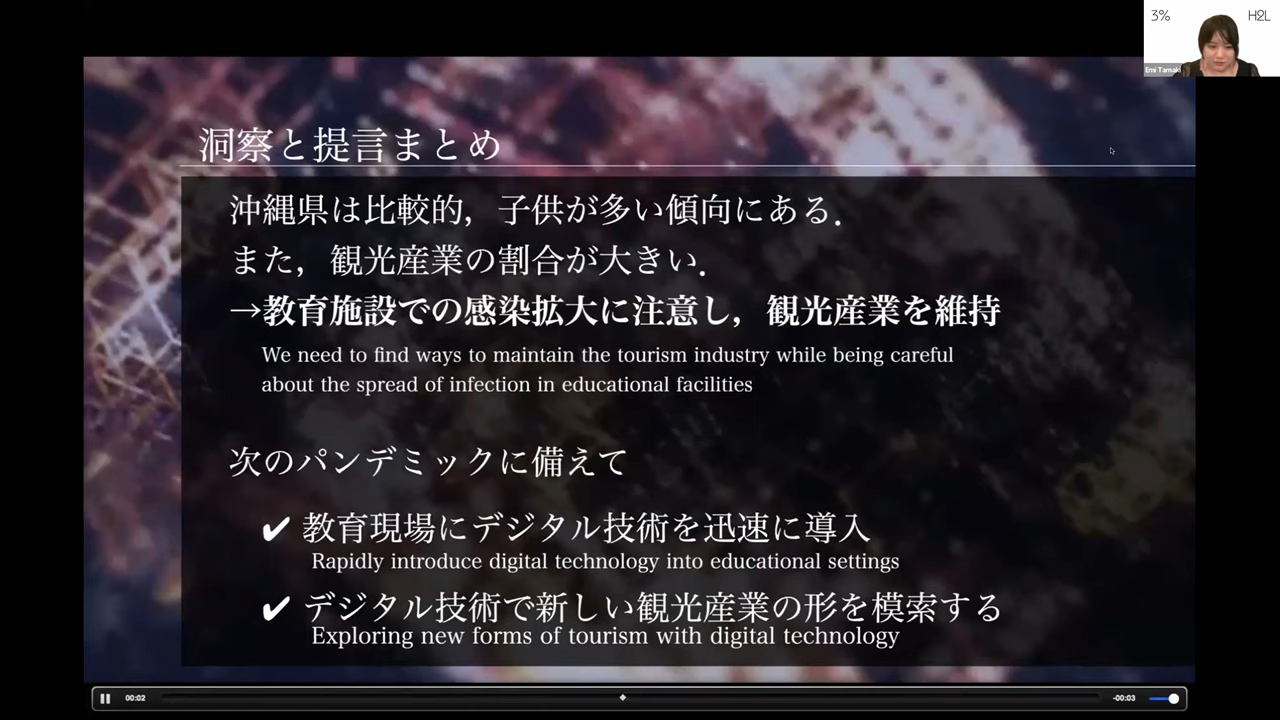 3%
H2L
Emi Tamaki
洞察と提言まとめ
沖縄県は比較的，子供が多い傾向にある．
また，観光産業の割合が大きい．
→教育施設での感染拡大に注意し，観光産業を維持
We need to find ways to maintain the tourism industry while being careful
about the spread of infection in educational facilities
次のパンデミックに備えて
✔ 教育現場にデジタル技術を迅速に導入
Rapidly introduce digital technology into educational settings
✔ デジタル技術で新しい観光産業の形を模索する
Exploring new forms of tourism with digital technology
00:02
-00:03